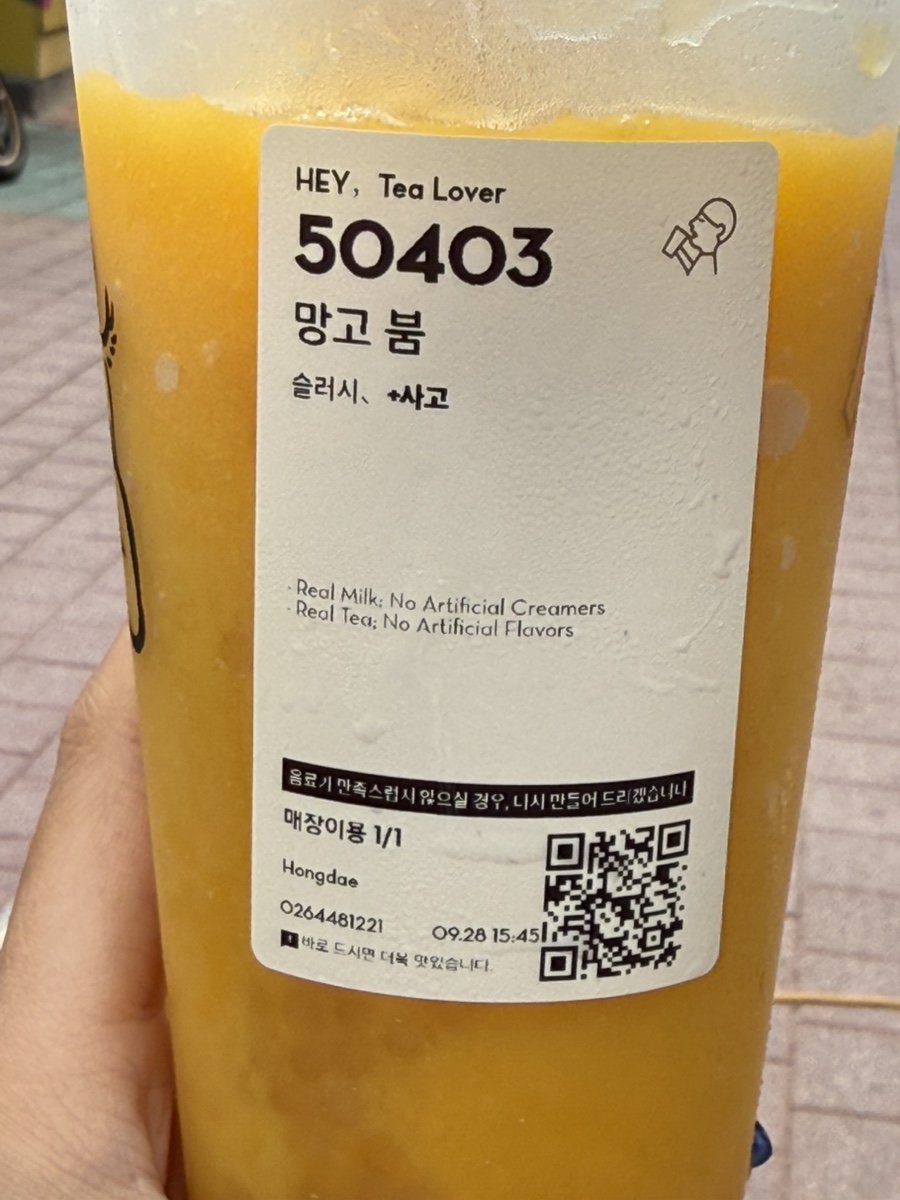 HEY, Tea Lover
50403
망고 붐
슬러시、+사고
· Real Milk; No Artificial Creamers
· Real Tea; No Artificial Flavors
음료가 만족스럽지 않으실 경우, 다시 만들어 드리겠습니다
매장이용 1/1
Hongdae
0264481221 09.28 15:45
! 바로 드시면 더욱 맛있습니다.